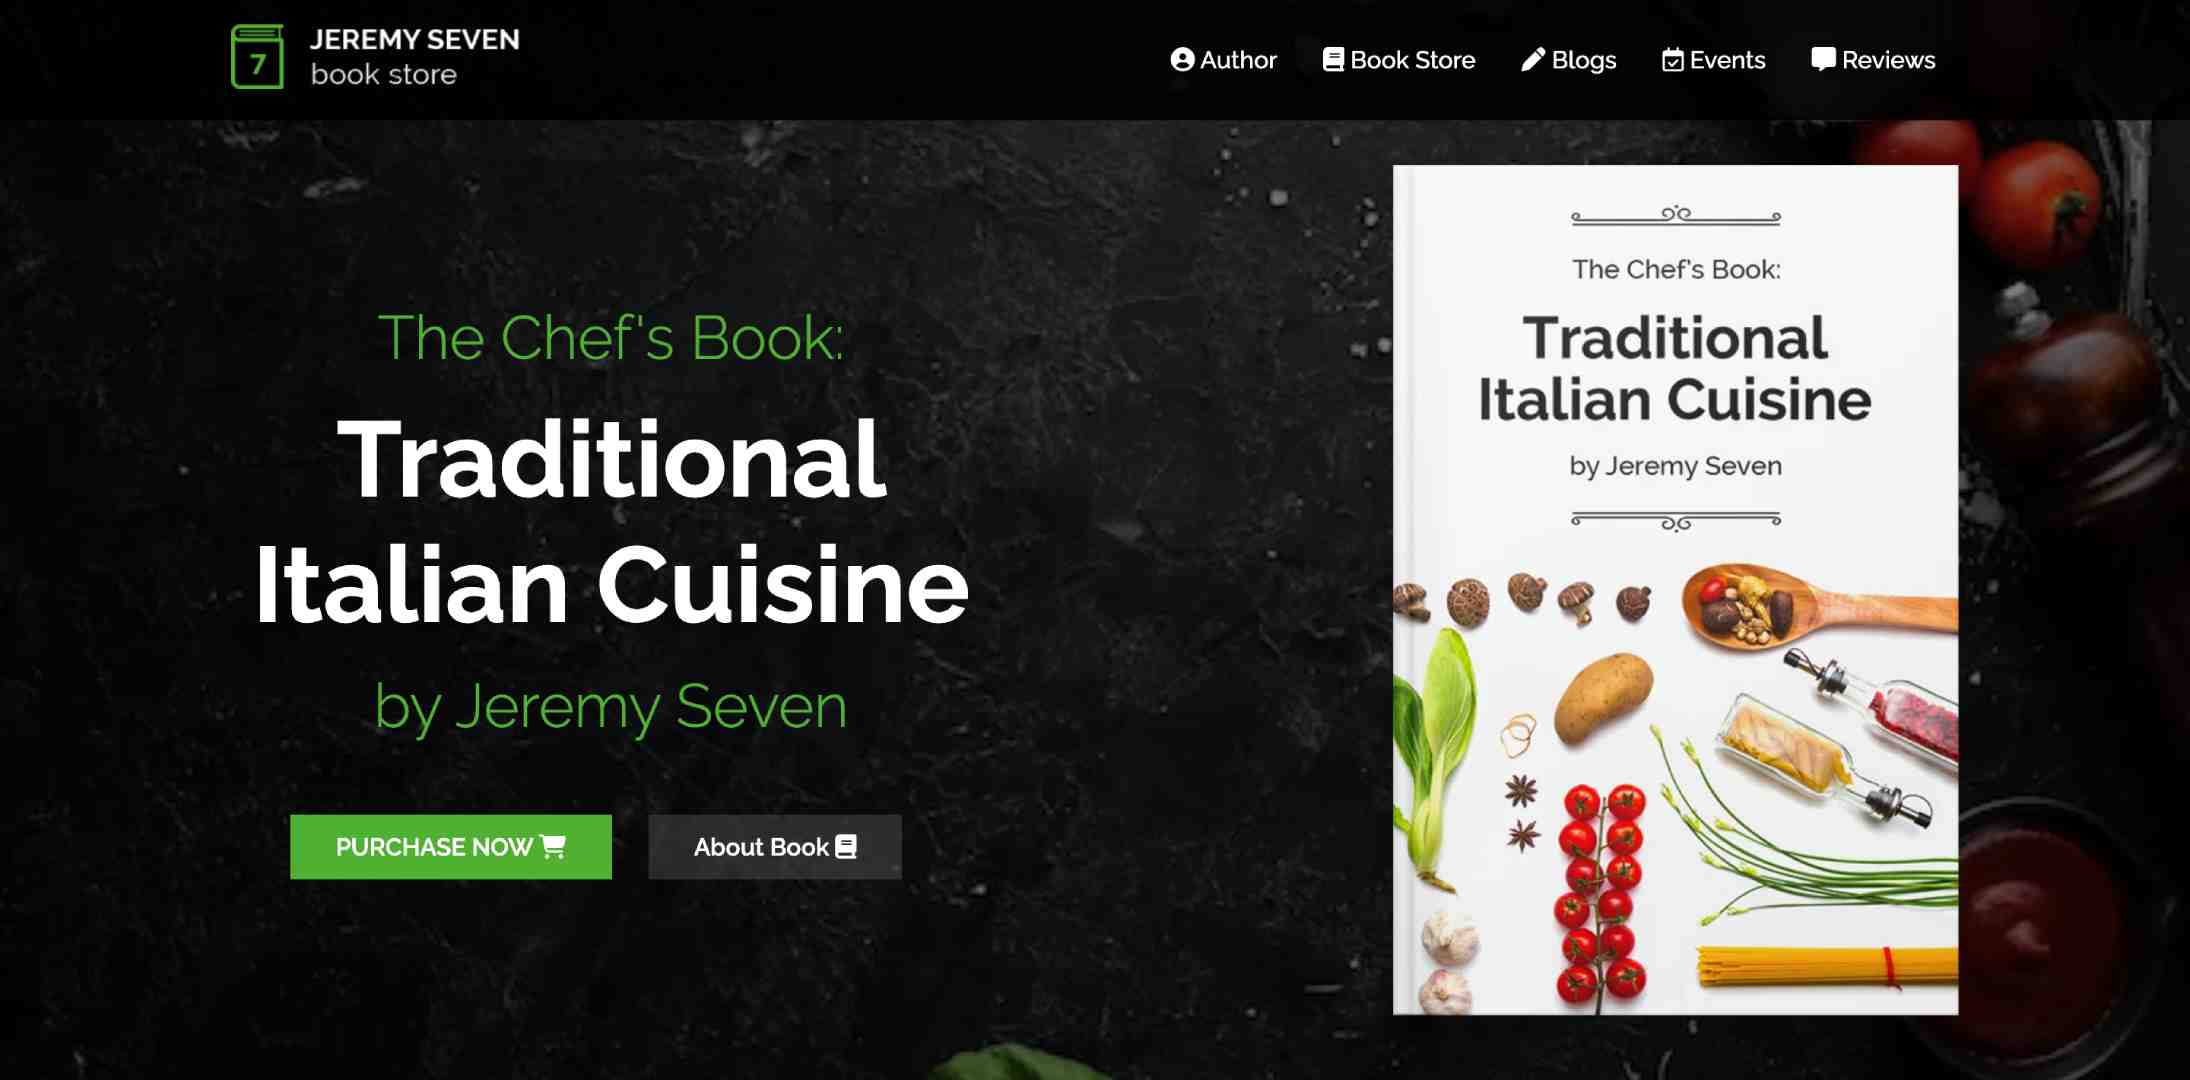 7
JEREMY SEVEN
book store
Author Book Store Blogs Events Reviews
The Chef's Book:
Traditional
Italian Cuisine
by Jeremy Seven
PURCHASE NOW About Book
The Chef's Book:
Traditional
Italian Cuisine
by Jeremy Seven